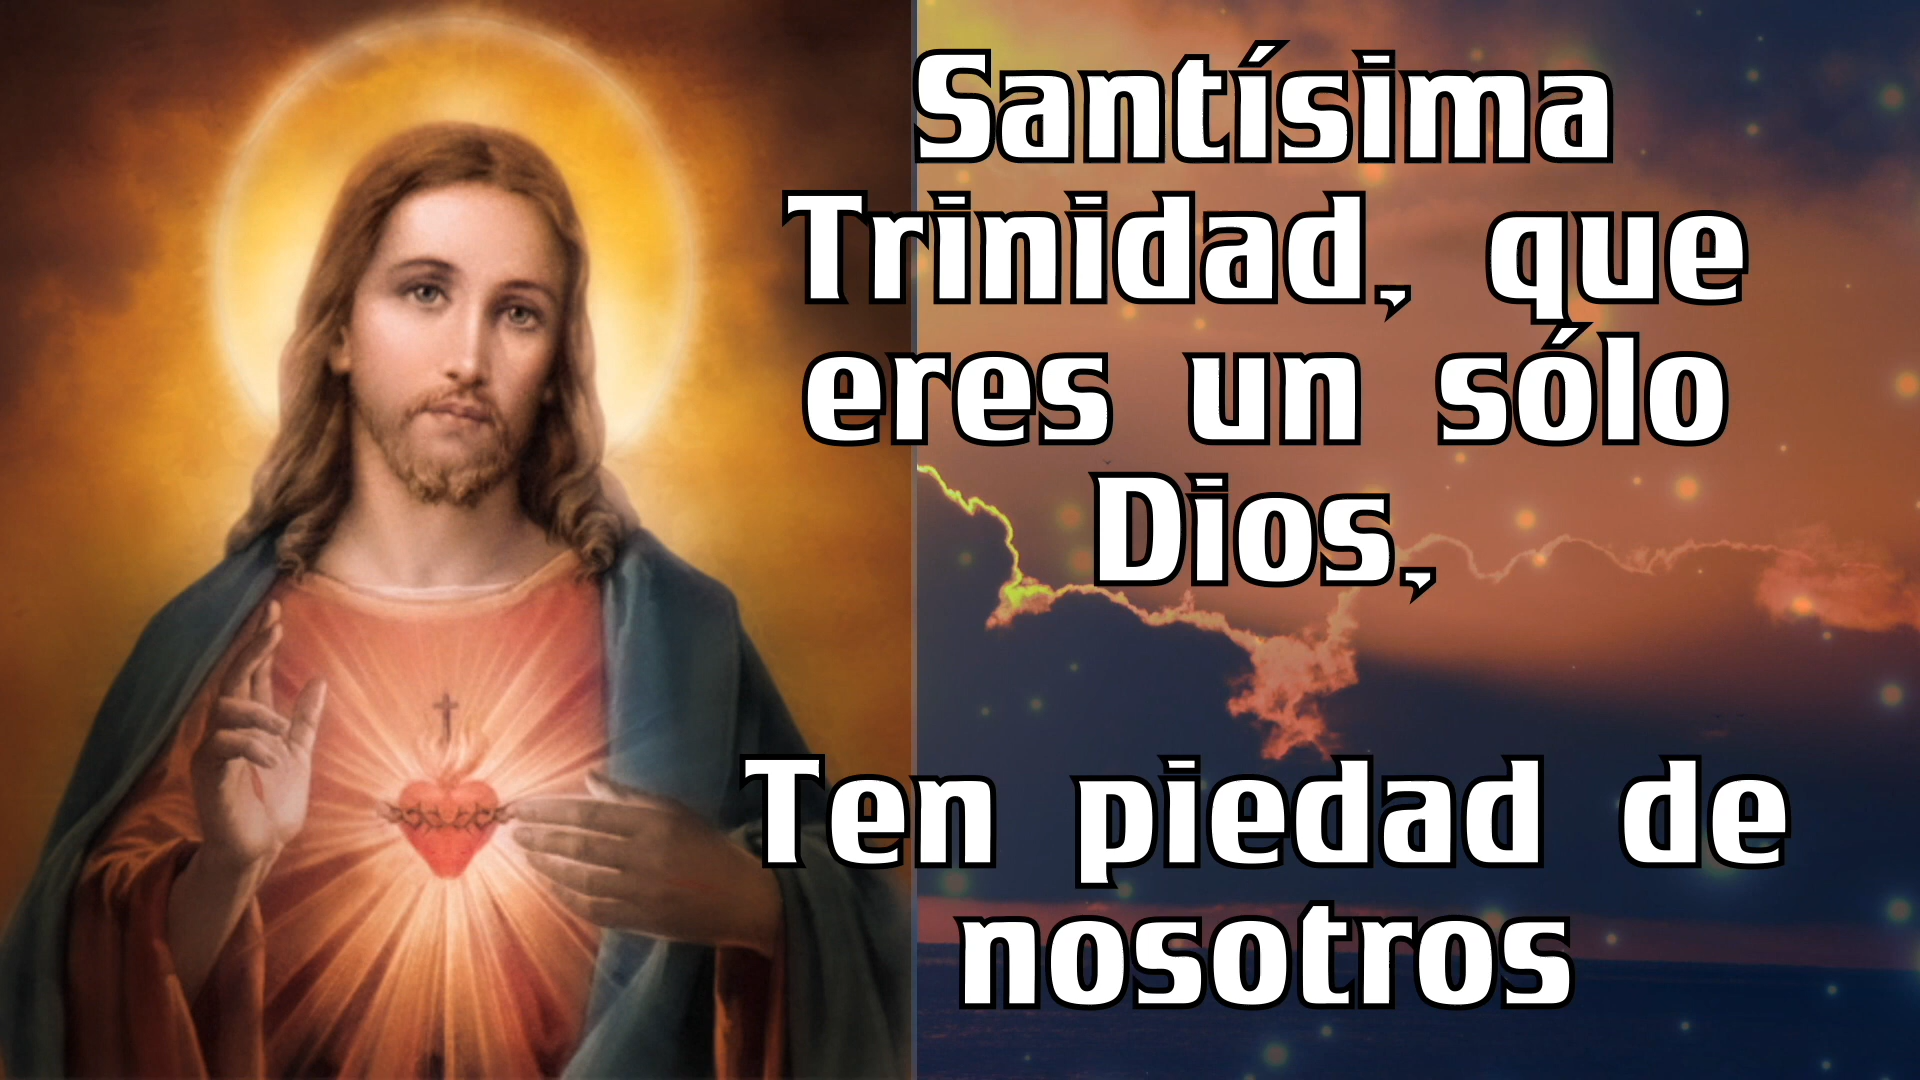 Santísima
Trinidad, que
eres un sólo
Dios,
Ten piedad de
nosotros